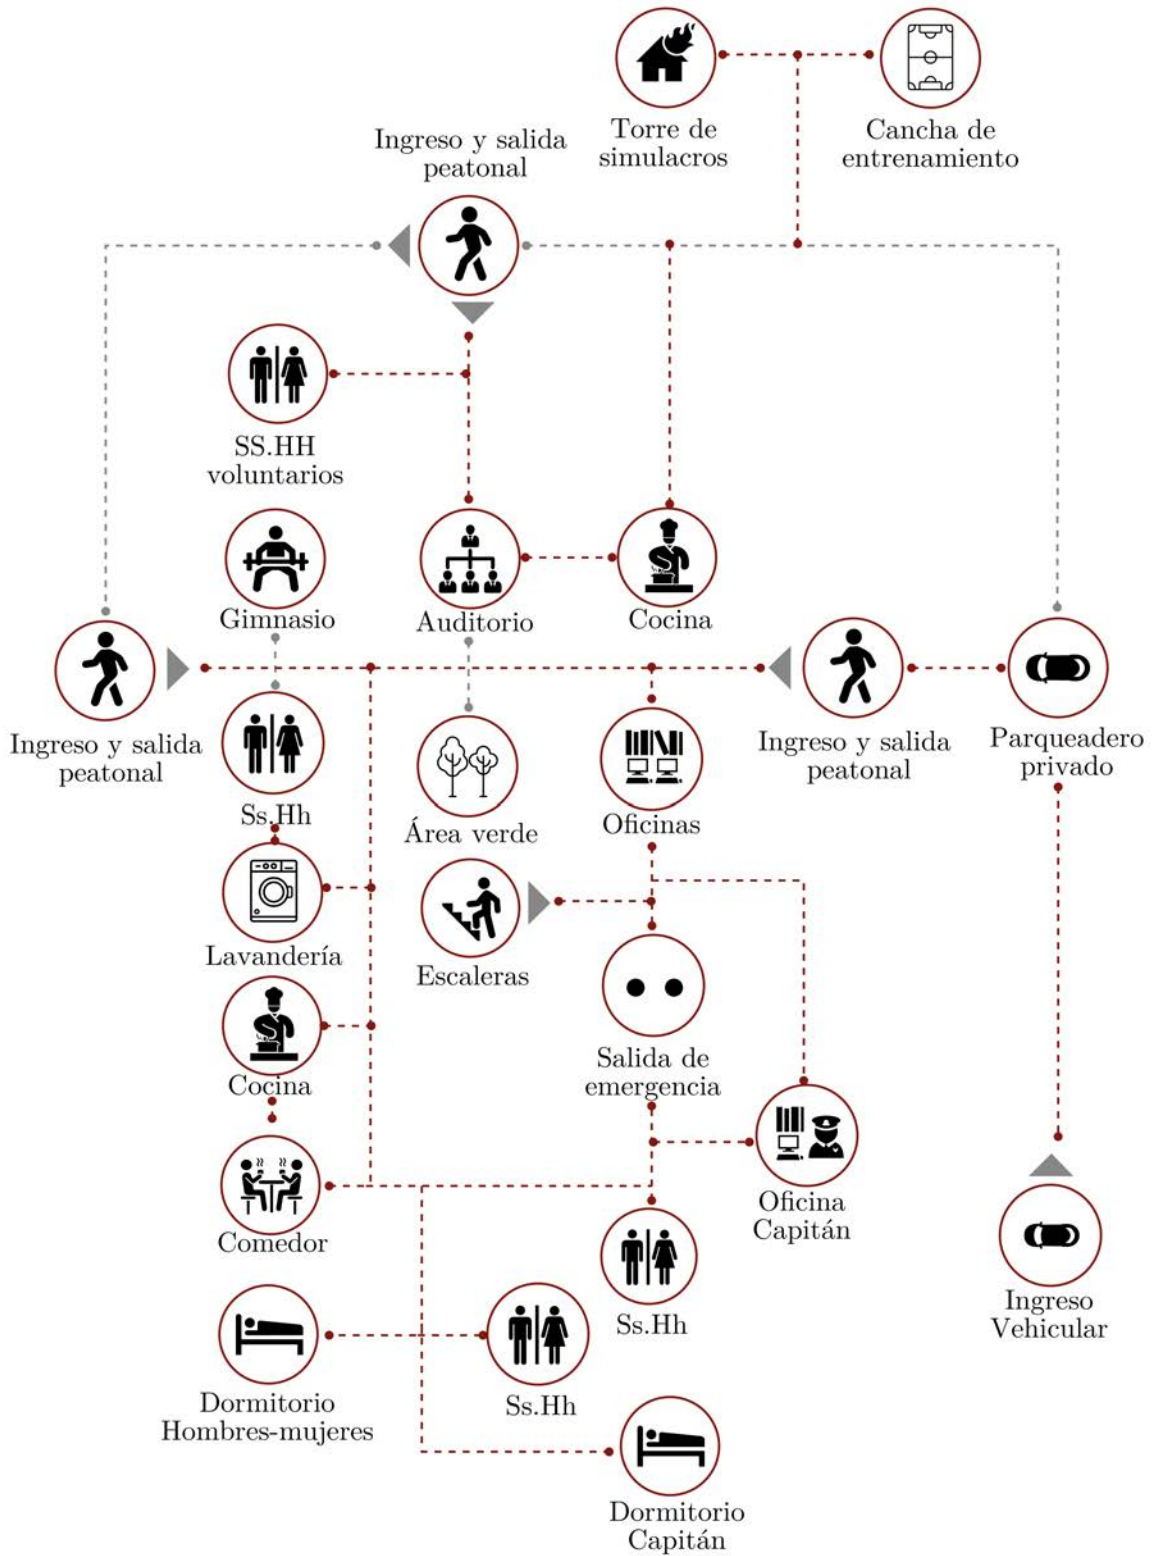 Torre de
simulacros
Cancha de
entrenamiento
Ingreso y salida
peatonal
SS.HH
voluntarios
Gimnasio
Auditorio
Cocina
Ingreso y salida
peatonal
Ss.Hh
Área verde
Oficinas
Ingreso y salida
peatonal
Parqueadero
privado
Lavandería
Escaleras
Cocina
Salida de
emergencia
Comedor
Oficina
Capitán
Ss.Hh
Ingreso
Vehicular
Dormitorio
Hombres-mujeres
Ss.Hh
Dormitorio
Capitán